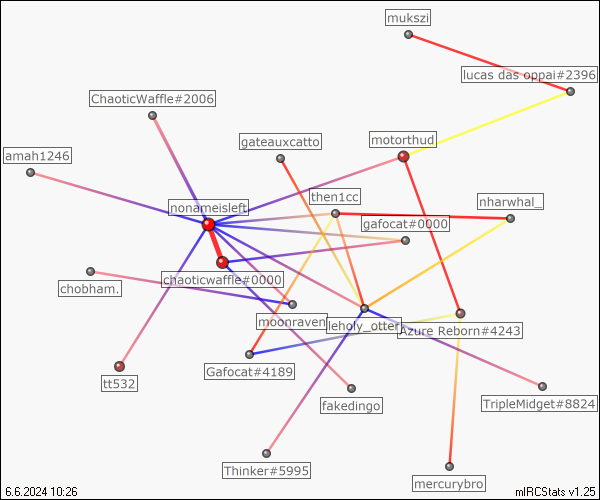 mukszi
lucas das oppai#2396
ChaoticWaffle#2006
gateauxcatto
motorthud
amah1246
nonameisleft
then1cc
nharwhal_
gafocat#0000
chaoticwaffle#0000
chobham.
moonraven
leholy_otter
Azure Reborn#4243
Gafocat#4189
tt532
fakedingo
TripleMidget#8824
Thinker#5995
mercurybro
6.6.2024 10:26
mIRCStats v1.25